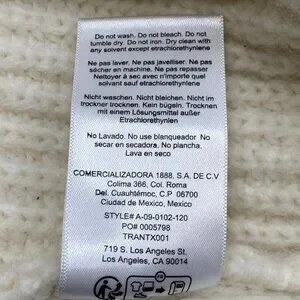 Do not wash. Do not bleach. Do not
tumble dry. Do not iron. Dry clean with
any solvent except etrachlorethyniene
Ne pas laver. Ne pas javeliser. Ne pas
sécher en machine. Ne pas repasser
Nettoyer à sec avec n'importe quel
solvant sauf etrachlorethyniene
Nicht waschen. Nicht bleichen. Nicht im
trockner trocknen. Kein bügeln. Trocknen
mit einem Lösungsmittel außer
Etrachlorethynlen
No Lavado. No use blanqueador. No
secar en secadora. No plancha.
Lava en seco
COMERCIALIZADORA 1888, S.A. DE C.V
Colima 366, Col. Roma
Del. Cuauhtémoc, C.P 06700
Ciudad de Mexico, Mexico
STYLE# A-09-0102-120
PO# 0005798
TRANTX001
719 S. Los Angeles St.
Los Angeles, CA 90014